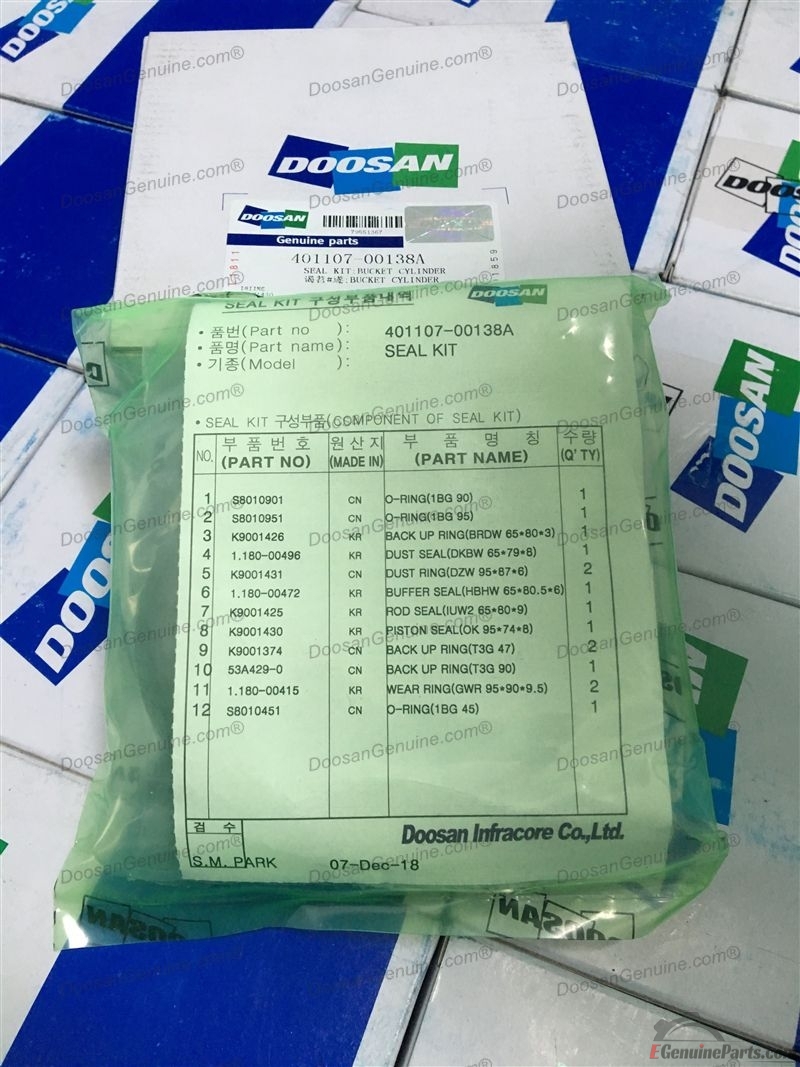 DOOSAN
DOOSAN
79551367
Genuine parts
401107-00138A
SEAL KIT:BUCKET CYLINDER
:BUCKET CYLINDER
1811
1859
DOOSAN
SEAL KIT 구성부품내역
• 품번(Part no ): 401107-00138A
• 품명(Part name): SEAL KIT
• 기종(Model ):
• SEAL KIT 구성부품(COMPONENT OF SEAL KIT)
NO. 부품번호 원산지 부품명칭 수량
(PART NO) (MADE IN) (PART NAME) (Q'TY)
1 S8010901 CN O-RING(1BG 90) 1
2 S8010951 CN O-RING(1BG 95) 1
3 K9001426 KR BACK UP RING(BRDW 65*80*3) 1
4 1.180-00496 KR DUST SEAL(DKBW 65*79*8) 1
5 K9001431 CN DUST RING(DZW 95*87*6) 2
6 1.180-00472 KR BUFFER SEAL(HBHW 65*80.5*6) 1
7 K9001425 KR ROD SEAL(IUW2 65*80*9) 1
8 K9001430 KR PISTON SEAL(OK 95*74*8) 1
9 K9001374 CN BACK UP RING(T3G 47) 2
10 53A429-0 CN BACK UP RING(T3G 90) 1
11 1.180-00415 KR WEAR RING(GWR 95*90*9.5) 2
12 S8010451 CN O-RING(1BG 45) 1
검 수
Doosan Infracore Co.,Ltd.
S.M. PARK 07-Dec-18
DoosanGenuine.com®
EGenuineParts.com